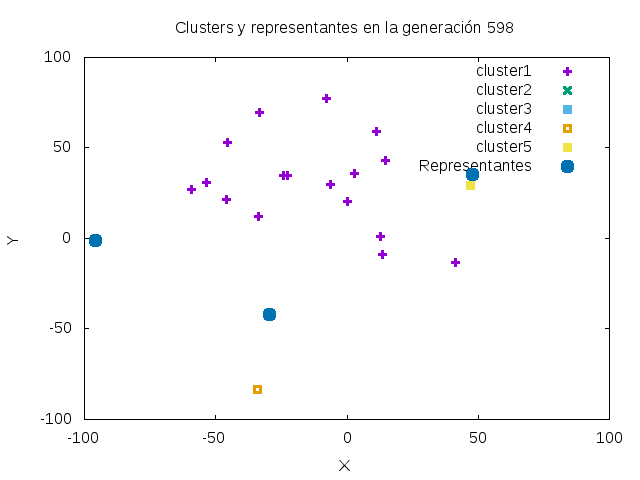 Clusters y representantes en la generación 598
100
50
0
-50
-100
-100
-50
0
50
100
Y
X
cluster1
cluster2
cluster3
cluster4
cluster5
Representantes